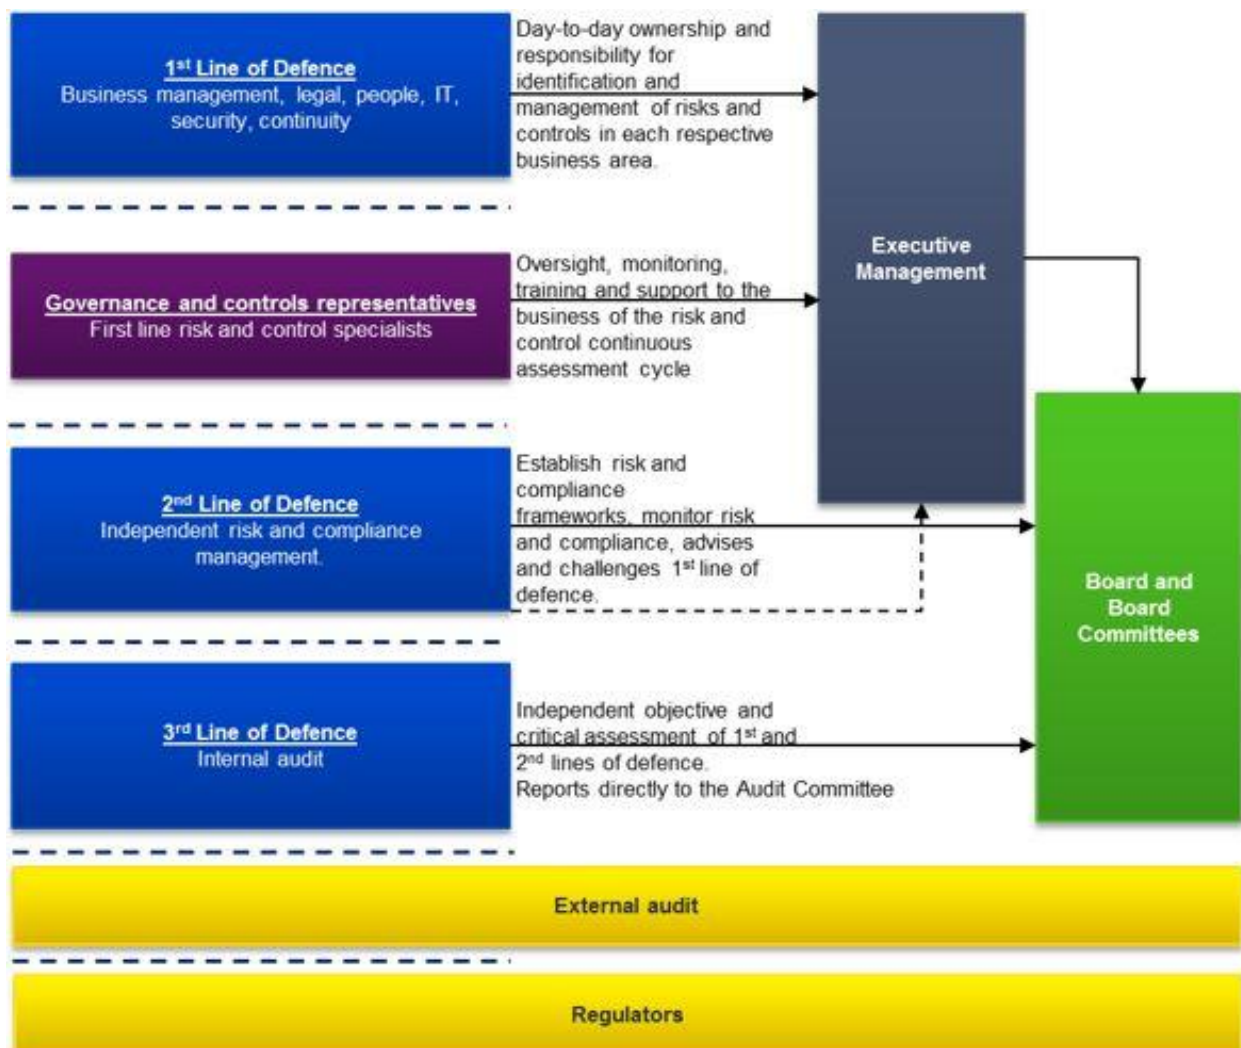 1st Line of Defence
Business management, legal, people, IT,
security, continuity
Day-to-day ownership and
responsibility for
identification and
management of risks and
controls in each respective
business area.
Executive
Management
Governance and controls representatives
First line risk and control specialists
Oversight, monitoring,
training and support to the
business of the risk and
control continuous
assessment cycle
2nd Line of Defence
Independent risk and compliance
management.
Establish risk and
compliance
frameworks, monitor risk
and compliance, advises
and challenges 1st line of
defence.
Board and
Board
Committees
3rd Line of Defence
Internal audit
Independent objective and
critical assessment of 1st and
2nd lines of defence.
Reports directly to the Audit Committee
External audit
Regulators